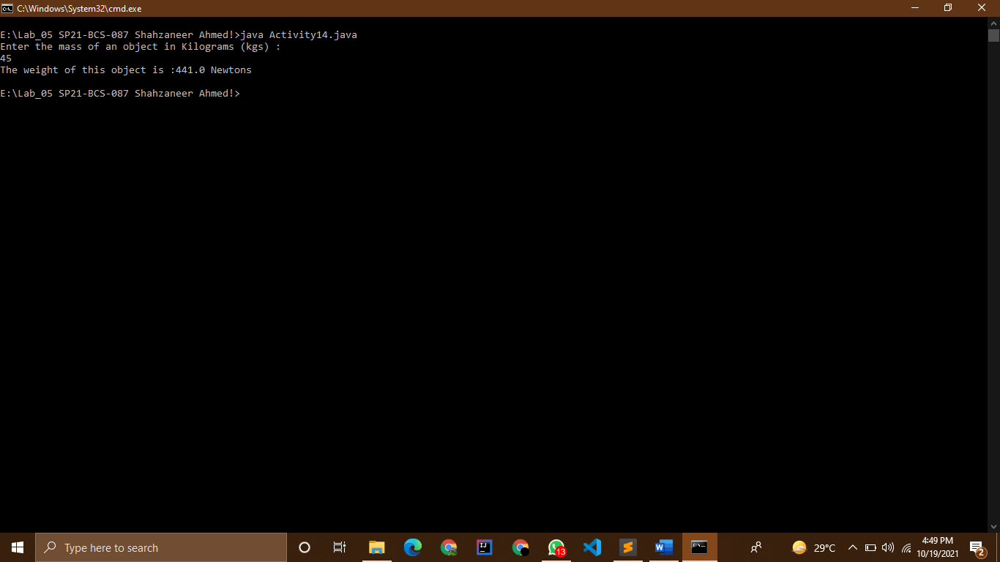 C:\Windows\System32\cmd.exe
E:\Lab_05 SP21-BCS-087 Shahzaneer Ahmed!>java Activity14.java
Enter the mass of an object in Kilograms (kgs) :
45
The weight of this object is :441.0 Newtons
E:\Lab_05 SP21-BCS-087 Shahzaneer Ahmed!>
Type here to search
13
29°C
4:49 PM
10/19/2021
2